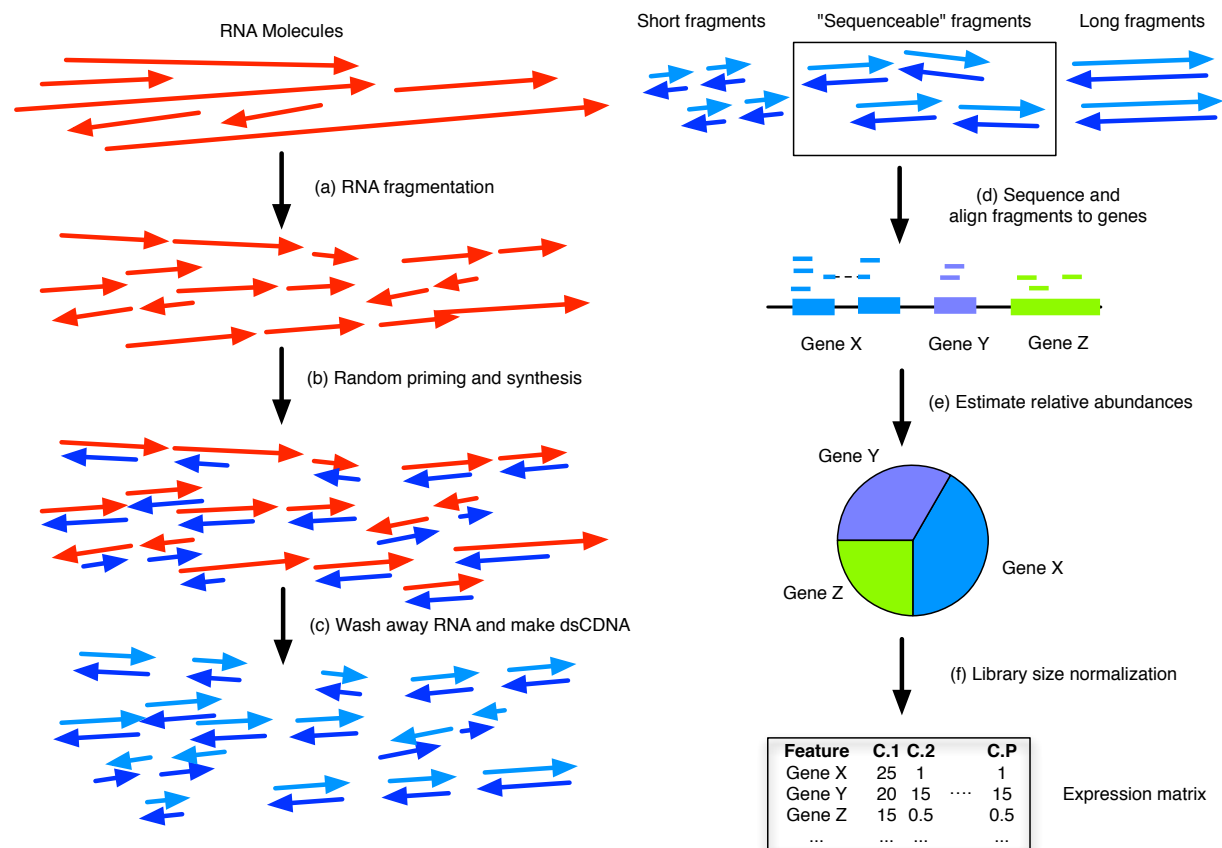 RNA Molecules
(a) RNA fragmentation
(b) Random priming and synthesis
(c) Wash away RNA and make dsCDNA
Short fragments
"Sequenceable" fragments
Long fragments
(d) Sequence and
align fragments to genes
Gene X
Gene Y
Gene Z
(e) Estimate relative abundances
Gene Y
Gene X
Gene Z
(f) Library size normalization
Feature C.1 C.2 C.P
Gene X 25 1 1
Gene Y 20 15 .... 15
Gene Z 15 0.5 0.5
... ... ... ...
Expression matrix